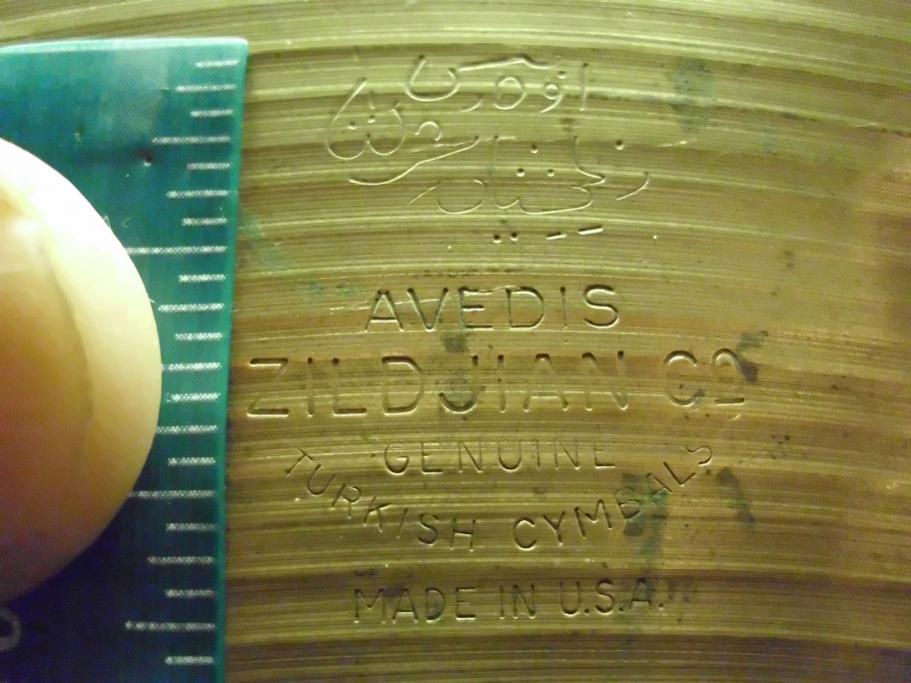 AVEDIS
ZILDJIAN CO
GENUINE
TURKISH CYMBALS
MADE IN U.S.A.